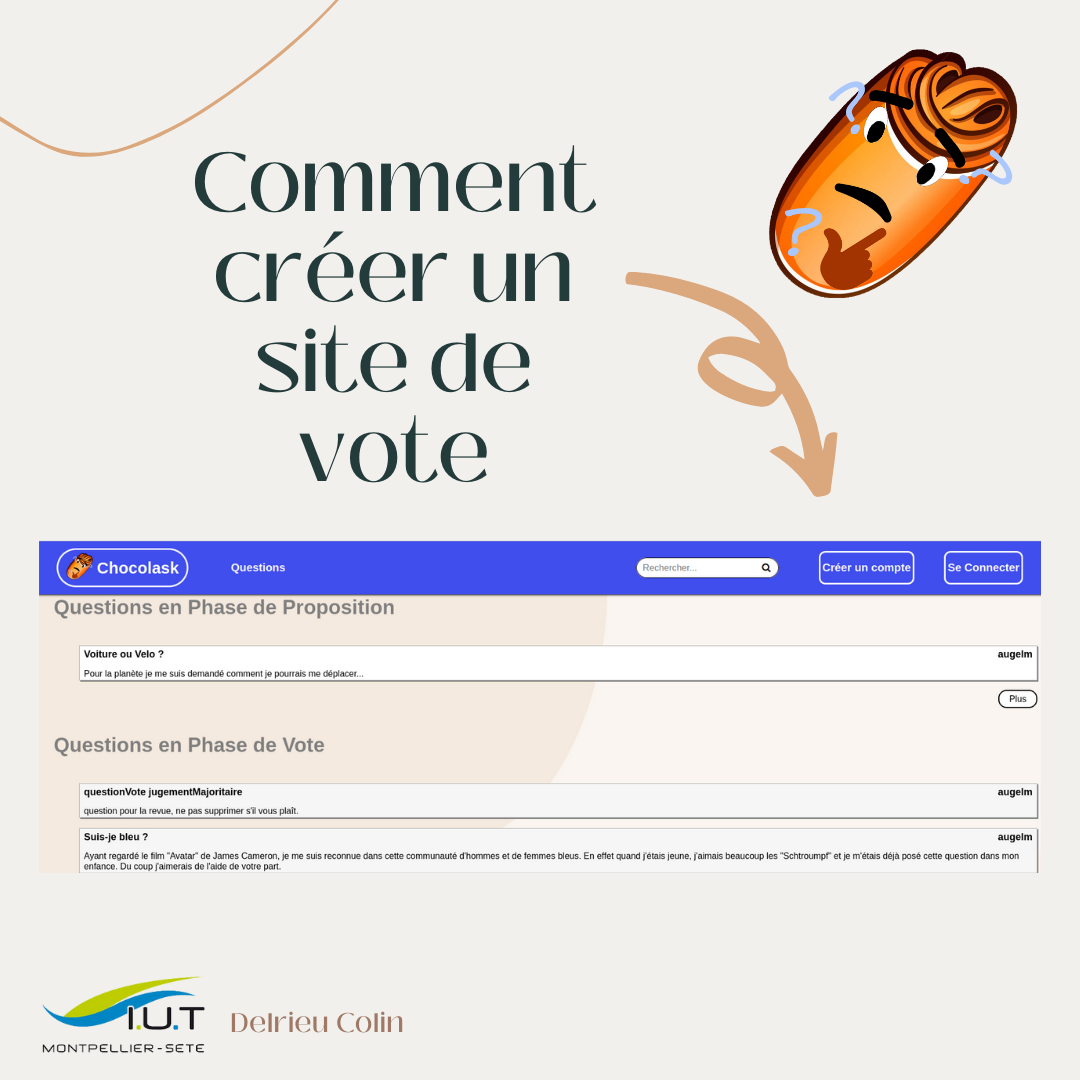 Comment
créer un
site de
vote
Chocolask
Questions
Rechercher...
Créer un compte
Se Connecter
Questions en Phase de Proposition
Voiture ou Velo ?
augelm
Pour la planète je me suis demandé comment je pourrais me déplacer...
Plus
Questions en Phase de Vote
questionVote jugementMajoritaire
augelm
question pour la revue, ne pas supprimer s'il vous plaît.
Suis-je bleu ?
augelm
Ayant regardé le film "Avatar" de James Cameron, je me suis reconnue dans cette communauté d'hommes et de femmes bleus. En effet quand j'étais jeune, j'aimais beaucoup les "Schtroumpf" et je m'étais déjà posé cette question dans mon
enfance. Du coup j'aimerais de l'aide de votre part.
I.U.T
MONTPELLIER-SETE
Delrieu Colin